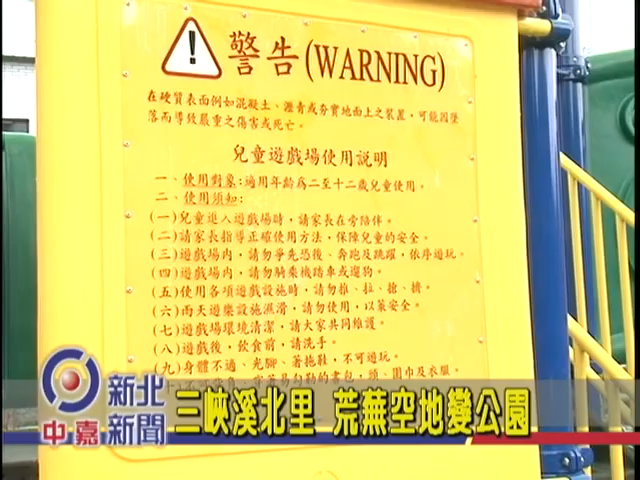 警告(WARNING)
在硬質表面例如混凝土、瀝青或夯實地面上之裝置，可能因墜
落而導致嚴重之傷害或死亡。
兒童遊戲場使用說明
一、使用對象:適用年齡為二至十二歲兒童使用。
二、使用須知:
(一)兒童進入遊戲場時，請家長在旁陪伴。
(二)請家長指導正確使用方法，保障兒童的安全。
(三)遊戲場內，請勿爭先恐後、奔跑及跳躍，依序遊玩。
(四)遊戲場內，請勿騎乘機踏車或遛狗。
(五)使用各項遊戲設施時，請勿推、拉、搶、擠。
(六)雨天遊樂設施濕滑，請勿使用，以策安全。
(七)遊戲場環境清潔，請大家共同維護。
(八)遊戲後，飲食前，請洗手。
(九)身體不適、光腳、著拖鞋，不可遊玩。
書包，頭、圍巾及衣服
新北
中嘉新聞
三峽溪北里 荒蕪空地變公園